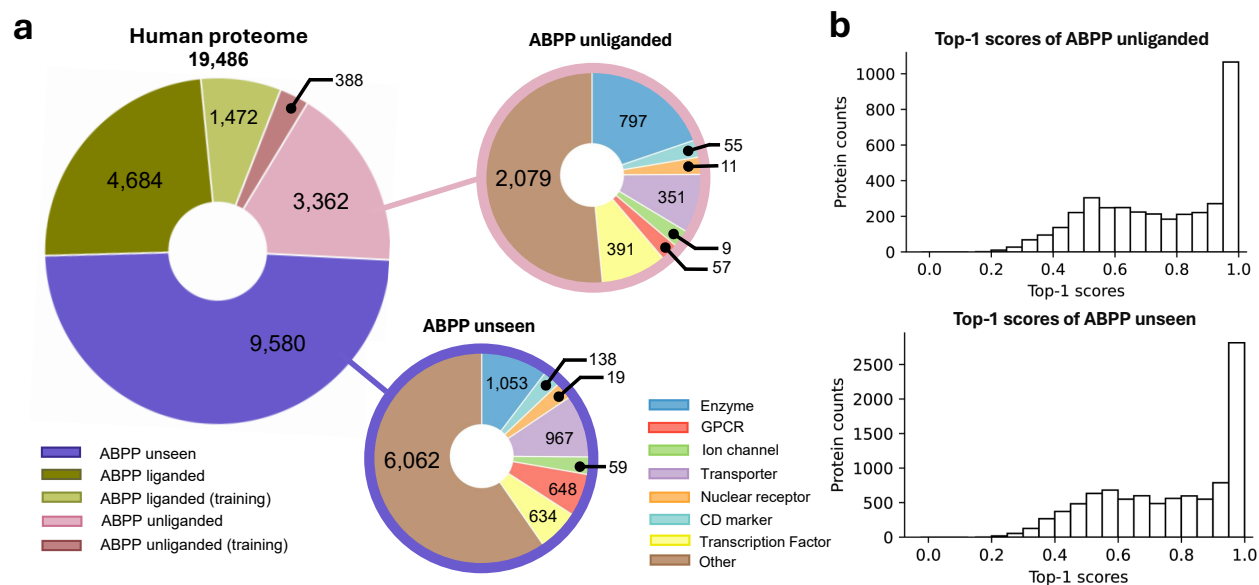 a
Human proteome
19,486
388
1,472
4,684
3,362
9,580
ABPP unseen
ABPP liganded
ABPP liganded (training)
ABPP unliganded
ABPP unliganded (training)
ABPP unliganded
797
55
11
2,079
351
391
9
57
ABPP unseen
138
1,053
19
967
6,062
59
648
634
Enzyme
GPCR
Ion channel
Transporter
Nuclear receptor
CD marker
Transcription Factor
Other
b
Top-1 scores of ABPP unliganded
Protein counts
1000
800
600
400
200
0
0.0 0.2 0.4 0.6 0.8 1.0
Top-1 scores
Top-1 scores of ABPP unseen
Protein counts
2500
2000
1500
1000
500
0
0.0 0.2 0.4 0.6 0.8 1.0
Top-1 scores